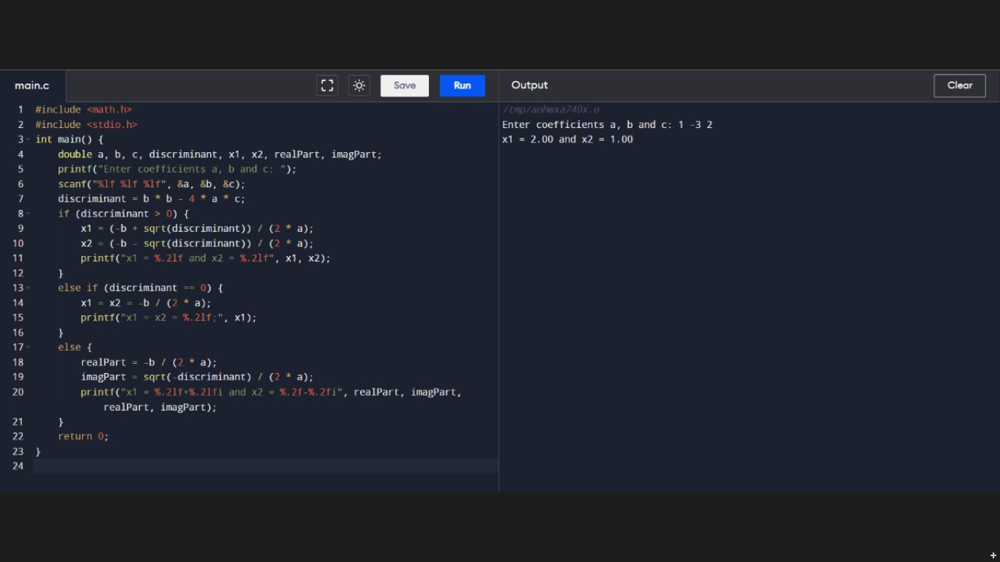 main.c
Save
Run
Output
Clear
1 #include <math.h>
2 #include <stdio.h>
3 int main() {
4 double a, b, c, discriminant, x1, x2, realPart, imagPart;
5 printf("Enter coefficients a, b and c: ");
6 scanf("%lf %lf %lf", &a, &b, &c);
7 discriminant = b * b - 4 * a * c;
8 if (discriminant > 0) {
9 x1 = (-b + sqrt(discriminant)) / (2 * a);
10 x2 = (-b - sqrt(discriminant)) / (2 * a);
11 printf("x1 = %.2lf and x2 = %.2lf", x1, x2);
12 }
13 else if (discriminant == 0) {
14 x1 = x2 = -b / (2 * a);
15 printf("x1 = x2 = %.2lf;", x1);
16 }
17 else {
18 realPart = -b / (2 * a);
19 imagPart = sqrt(-discriminant) / (2 * a);
20 printf("x1 = %.2lf+%.2lfi and x2 = %.2f-%.2fi", realPart, imagPart,
realPart, imagPart);
21 }
22 return 0;
23 }
24
/tmp/aohwxa740x.o
Enter coefficients a, b and c: 1 -3 2
x1 = 2.00 and x2 = 1.00